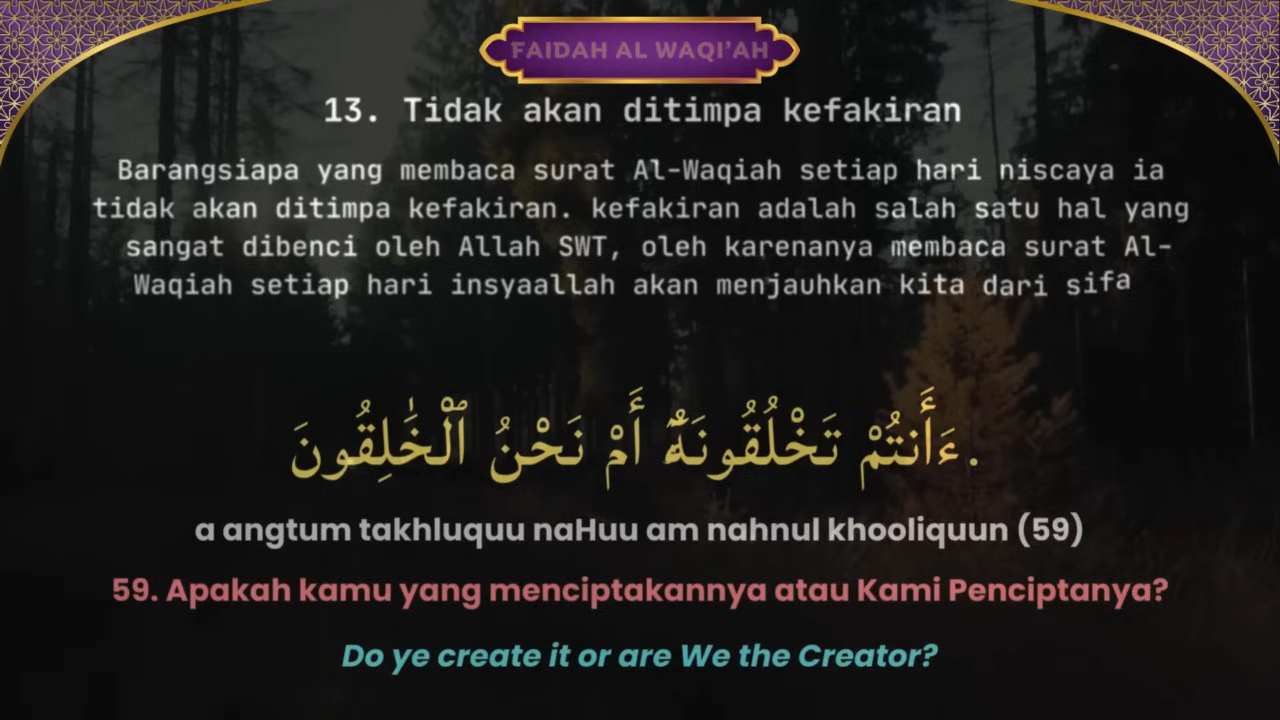 FAIDAH AL WAQI'AH
13. Tidak akan ditimpa kefakiran
Barangsiapa yang membaca surat Al-Waqiah setiap hari niscaya ia
tidak akan ditimpa kefakiran. kefakiran adalah salah satu hal yang
sangat dibenci oleh Allah SWT, oleh karenanya membaca surat Al-
Waqiah setiap hari insyaallah akan menjauhkan kita dari sifa
ءَأَنتُمْ تَخْلُقُونَهُۥٓ أَمْ نَحْنُ ٱلْخَٰلِقُونَ.
a angtum takhluquu naHuu am nahnul khooliquun (59)
59. Apakah kamu yang menciptakannya atau Kami Penciptanya?
Do ye create it or are We the Creator?